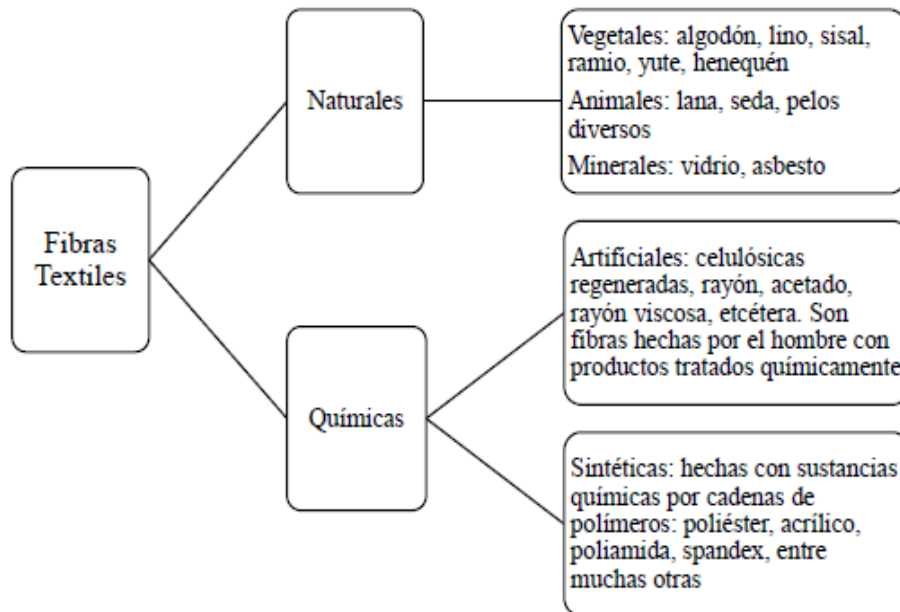 Fibras
Textiles
Naturales
Vegetales: algodón, lino, sisal,
ramio, yute, henequén
Animales: lana, seda, pelos
diversos
Minerales: vidrio, asbesto
Químicas
Artificiales: celulósicas
regeneradas, rayón, acetado,
rayón viscosa, etcétera. Son
fibras hechas por el hombre con
productos tratados químicamente
Sintéticas: hechas con sustancias
químicas por cadenas de
polímeros: poliéster, acrílico,
poliamida, spandex, entre
muchas otras